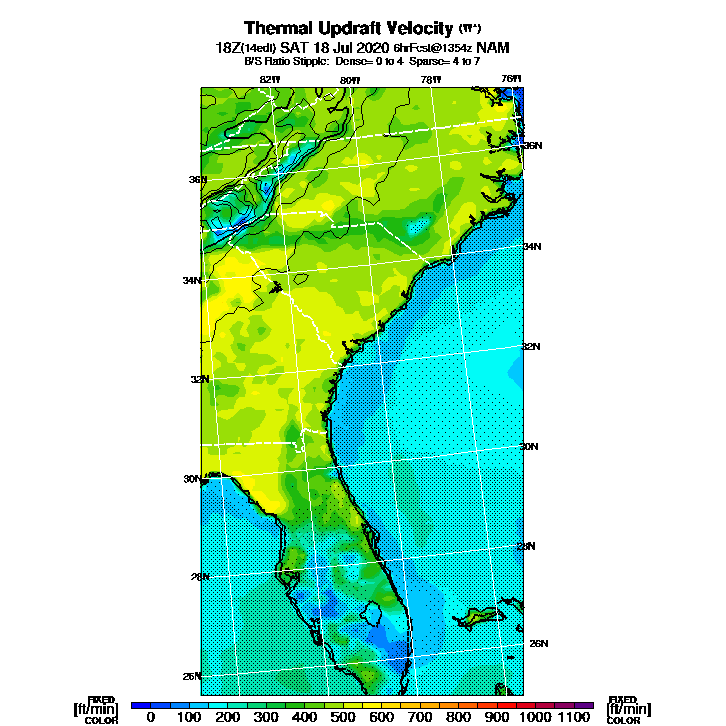 Thermal Updraft Velocity (W*)
18Z(14edt) SAT 18 Jul 2020 6hrFcst@1354z NAM
B/S Ratio Stipple: Dense= 0 to 4 Sparse= 4 to 7
82W 80W 78W 76W
36N
36N
34N
34N
32N
32N
30N
30N
28N
28N
26N
26N
FIXED FIXED
[ft/min] 0 100 200 300 400 500 600 700 800 900 1000 1100 [ft/min]
COLOR COLOR